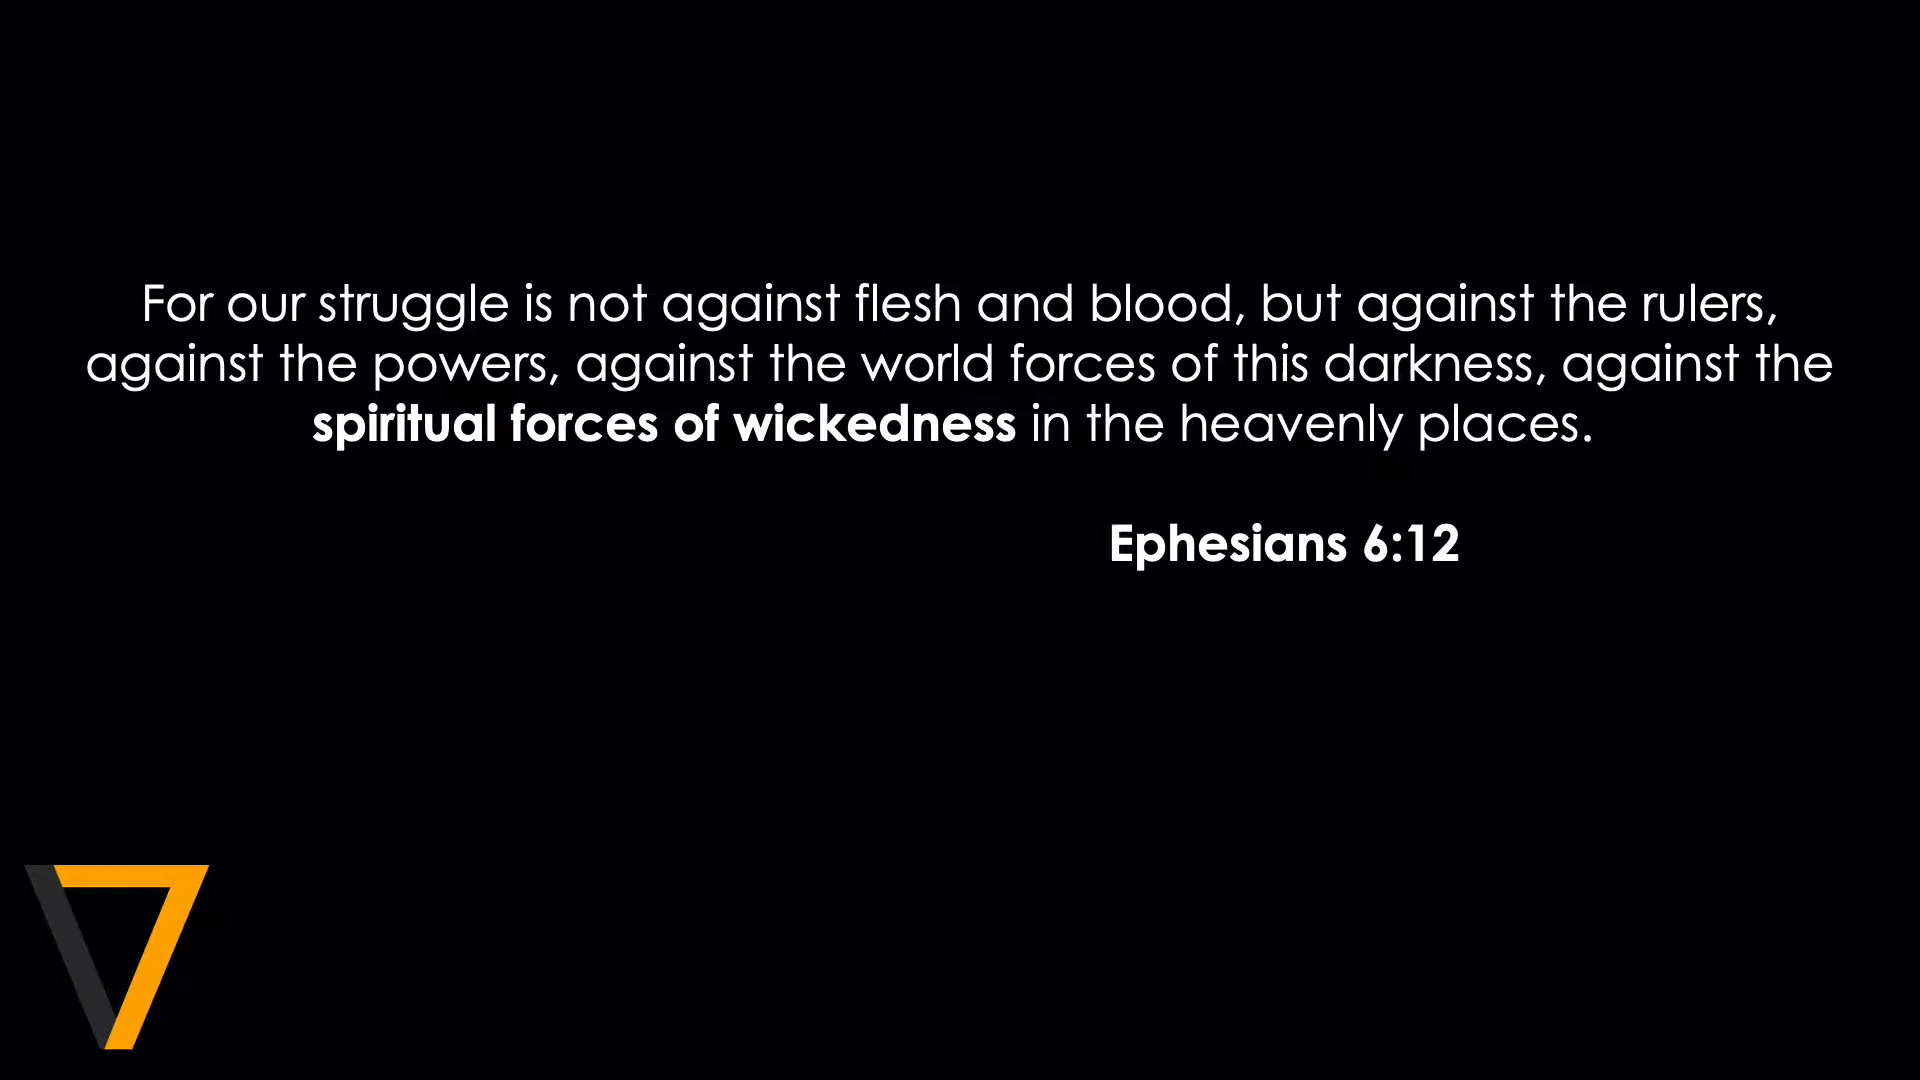 For our struggle is not against flesh and blood, but against the rulers,
against the powers, against the world forces of this darkness, against the
spiritual forces of wickedness in the heavenly places.
Ephesians 6:12